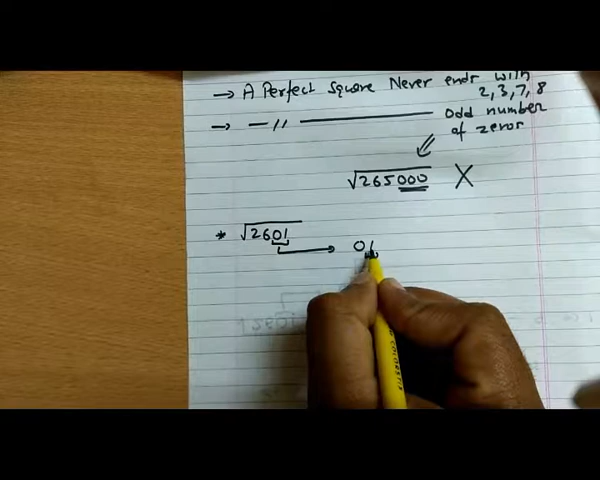 → A Perfect Square Never ends with
2, 3, 7, 8
→ — 〃 — odd number
of zeros
√265000 X
* √2601
→ 01